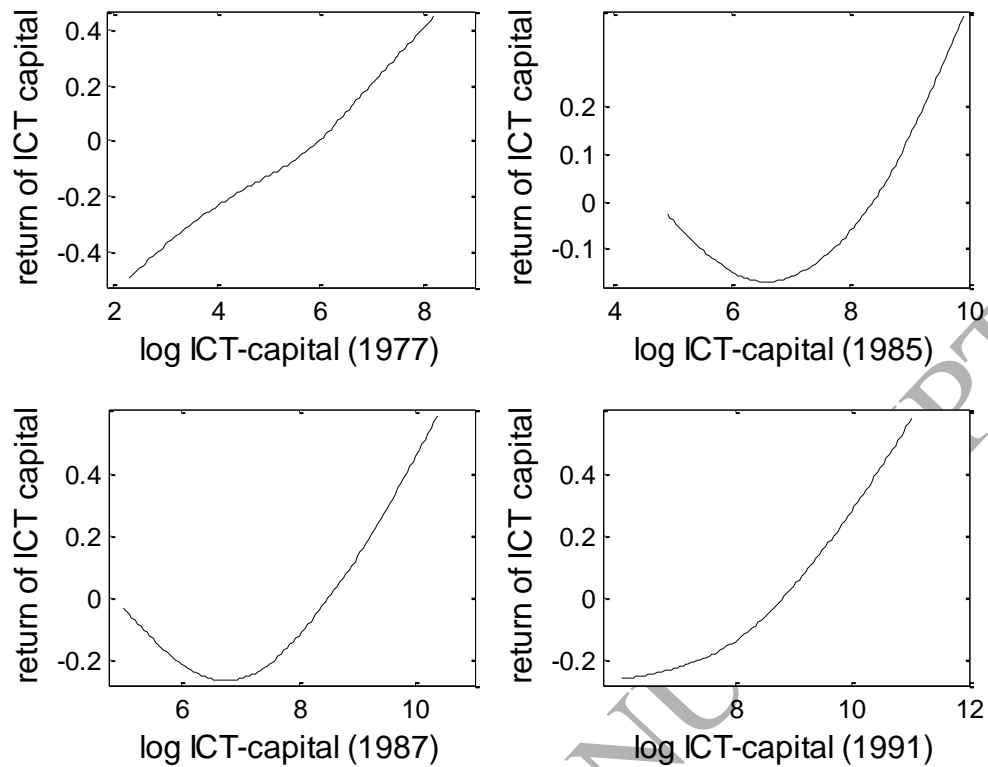 return of ICT capital
0.4
0.2
0
-0.2
-0.4
2 4 6 8
log ICT-capital (1977)
return of ICT capital
0.2
0.1
0
-0.1
4 6 8 10
log ICT-capital (1985)
return of ICT capital
0.4
0.2
0
-0.2
6 8 10
log ICT-capital (1987)
return of ICT capital
0.4
0.2
0
-0.2
8 10 12
log ICT-capital (1991)